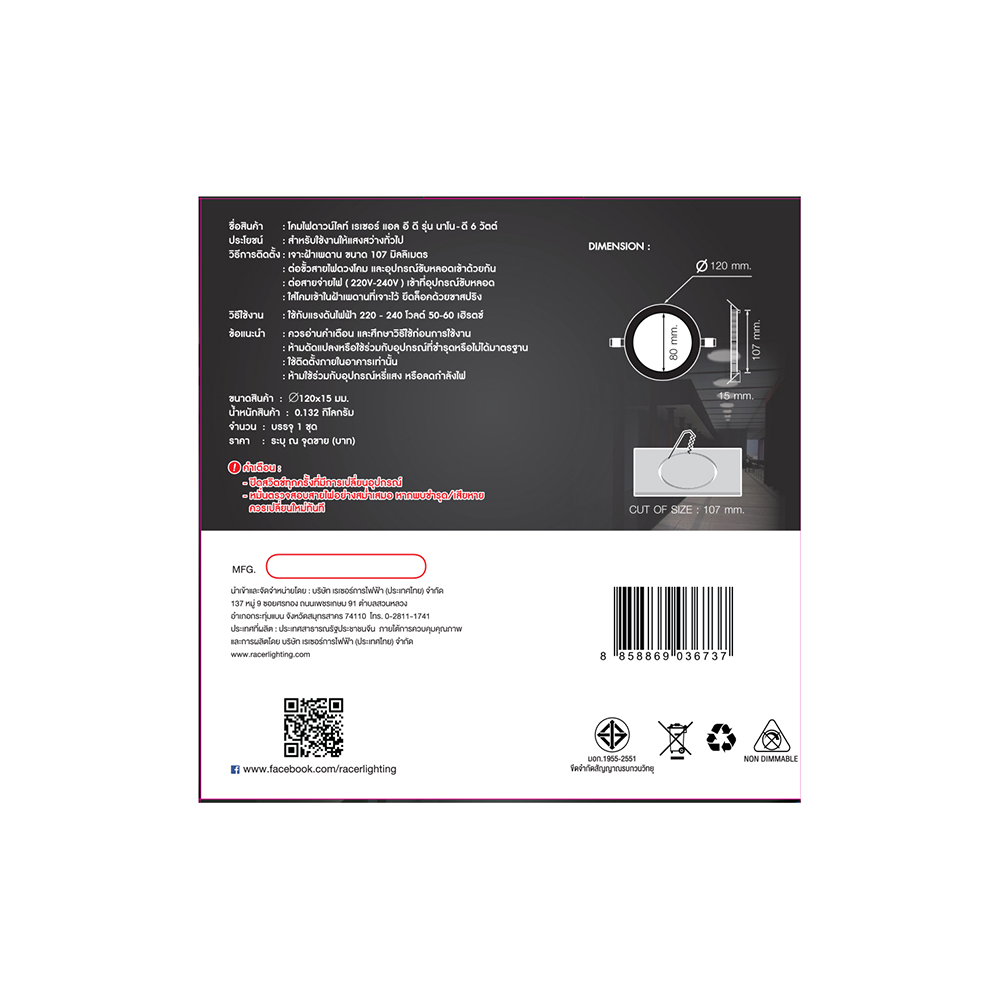 ชื่อสินค้า : โคมไฟดาวน์ไลท์ เรเซอร์ แอล อี ดี รุ่น นาโน-ดี 6 วัตต์
ประโยชน์ : สำหรับใช้งานให้แสงสว่างทั่วไป
วิธีการติดตั้ง : เจาะฝ้าเพดาน ขนาด 107 มิลลิเมตร
: ต่อขั้วสายไฟดวงโคม และอุปกรณ์ขับหลอดเข้าด้วยกัน
: ต่อสายจ่ายไฟ ( 220V-240V ) เข้าที่อุปกรณ์ขับหลอด
: ใส่โคมเข้าในฝ้าเพดานที่เจาะไว้ ยึดล็อคด้วยขาสปริง
วิธีใช้งาน : ใช้กับแรงดันไฟฟ้า 220 - 240 โวลต์ 50-60 เฮิรตซ์
ข้อแนะนำ : ควรอ่านคำเตือน และศึกษาวิธีใช้ก่อนการใช้งาน
: ห้ามดัดแปลงหรือใช้ร่วมกับอุปกรณ์ที่ชำรุดหรือไม่ได้มาตรฐาน
: ใช้ติดตั้งภายในอาคารเท่านั้น
: ห้ามใช้ร่วมกับอุปกรณ์หรี่แสง หรือลดกำลังไฟ
ขนาดสินค้า : Ø120x15 มม.
น้ำหนักสินค้า : 0.132 กิโลกรัม
จำนวน : บรรจุ 1 ชุด
ราคา : ระบุ ณ จุดขาย (บาท)
! คำเตือน :
- ปิดสวิตช์ทุกครั้งที่มีการเปลี่ยนอุปกรณ์
- หมั่นตรวจสอบสายไฟอย่างสม่ำเสมอ หากพบชำรุด/เสียหาย
ควรเปลี่ยนใหม่ทันที
DIMENSION :
Ø 120 mm.
80 mm.
107 mm.
15 mm.
CUT OF SIZE : 107 mm.
MFG.
นำเข้าและจัดจำหน่ายโดย : บริษัท เรเซอร์การไฟฟ้า (ประเทศไทย) จำกัด
137 หมู่ 9 ซอยศรทอง ถนนเพชรเกษม 91 ตำบลสวนหลวง
อำเภอกระทุ่มแบน จังหวัดสมุทรสาคร 74110 โทร. 0-2811-1741
ประเทศที่ผลิต : ประเทศสาธารณรัฐประชาชนจีน ภายใต้การควบคุมคุณภาพ
และการผลิตโดย บริษัท เรเซอร์การไฟฟ้า (ประเทศไทย) จำกัด
www.racerlighting.com
8 858869 036737
www.facebook.com/racerlighting
มอก.1955-2551
ขีดจำกัดสัญญาณรบกวนวิทยุ
NON DIMMABLE